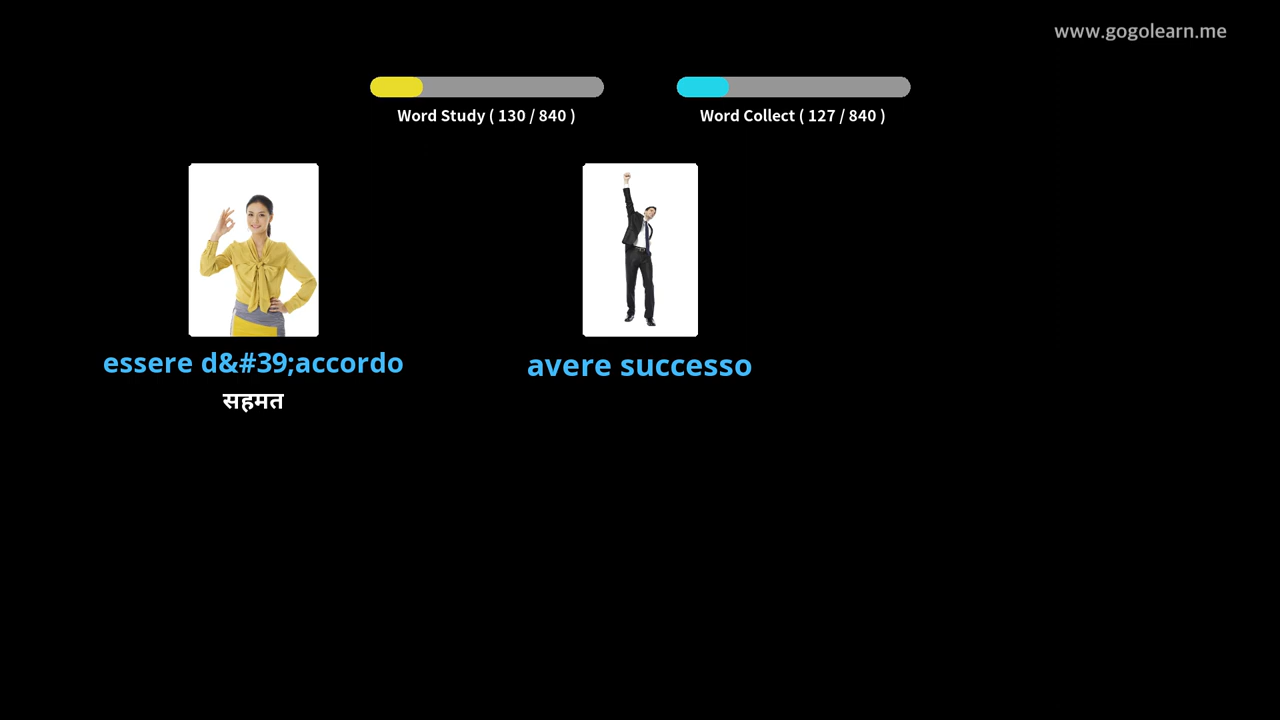 www.gogolearn.me
Word Study ( 130 / 840 )
Word Collect ( 127 / 840 )
essere d&#39;accordo
सहमत
avere successo